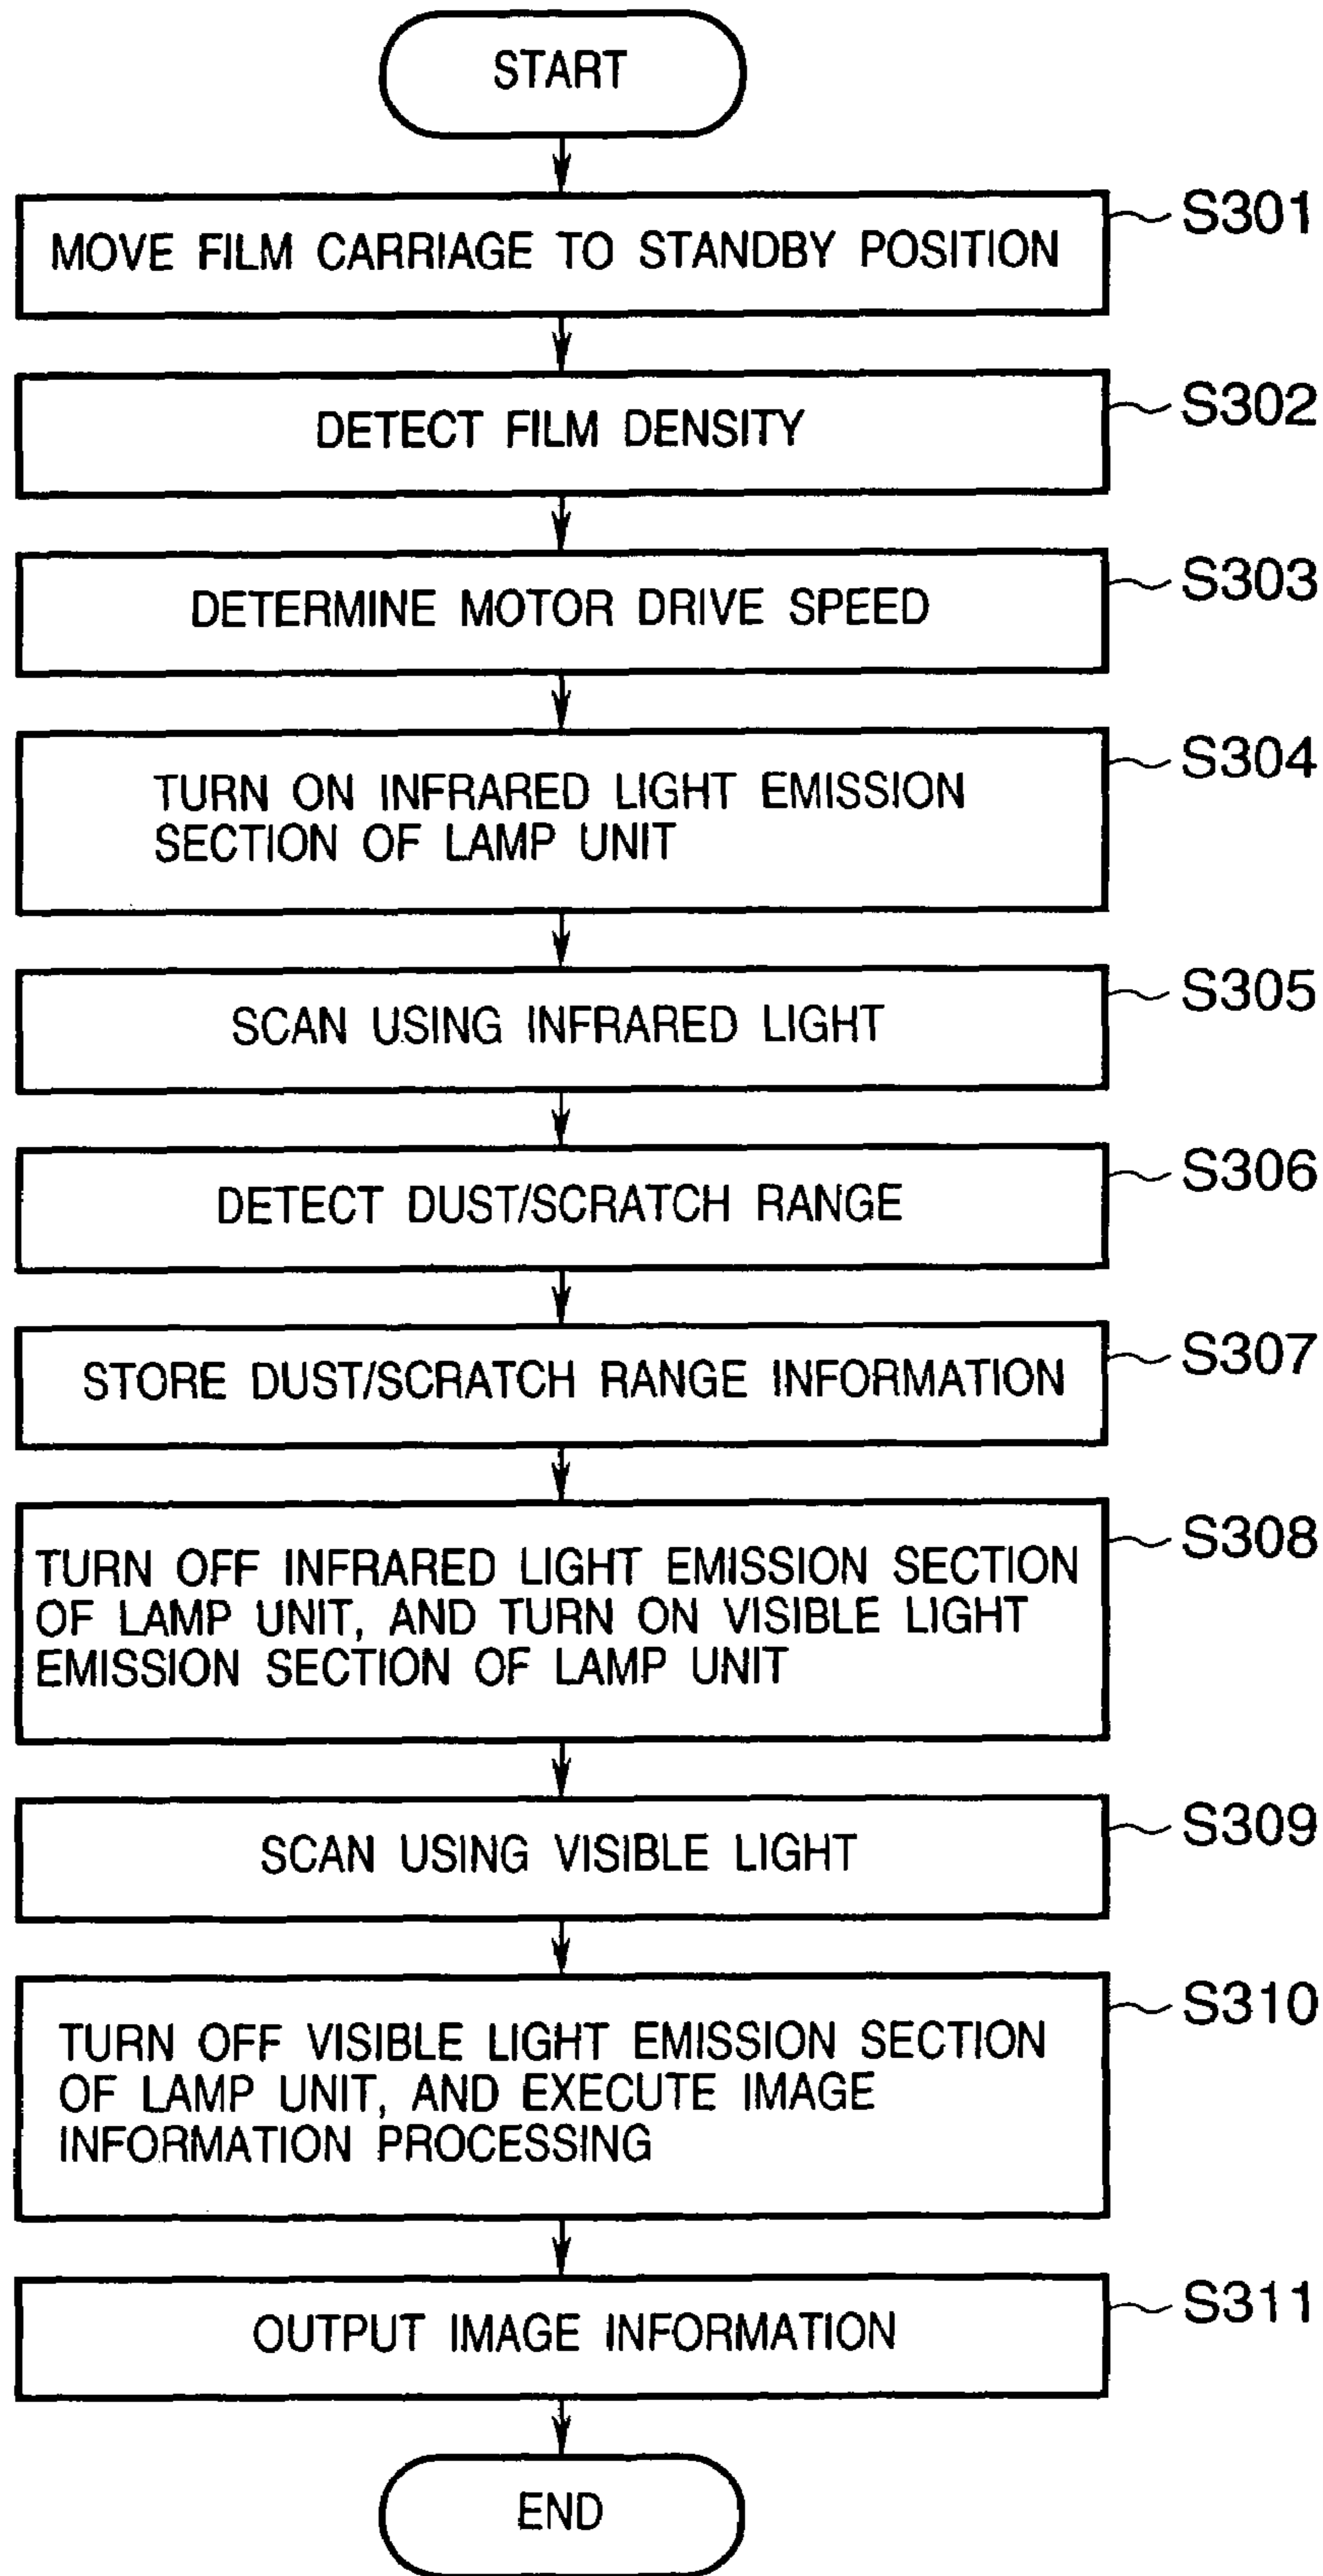 START
MOVE FILM CARRIAGE TO STANDBY POSITION
S301
DETECT FILM DENSITY
S302
DETERMINE MOTOR DRIVE SPEED
S303
TURN ON INFRARED LIGHT EMISSION
SECTION OF LAMP UNIT
S304
SCAN USING INFRARED LIGHT
S305
DETECT DUST/SCRATCH RANGE
S306
STORE DUST/SCRATCH RANGE INFORMATION
S307
TURN OFF INFRARED LIGHT EMISSION SECTION
OF LAMP UNIT, AND TURN ON VISIBLE LIGHT
EMISSION SECTION OF LAMP UNIT
S308
SCAN USING VISIBLE LIGHT
S309
TURN OFF VISIBLE LIGHT EMISSION SECTION
OF LAMP UNIT, AND EXECUTE IMAGE
INFORMATION PROCESSING
S310
OUTPUT IMAGE INFORMATION
S311
END